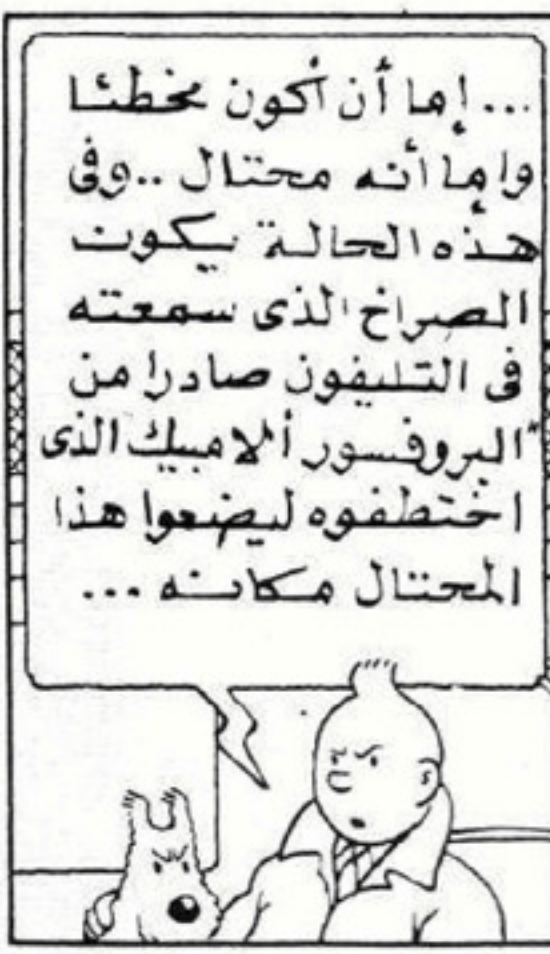 ... إما أن أكون مخطئا
وإما أنه محتال .. وفى
هذه الحالة يكون
الصراخ الذى سمعته
فى التليفون صادرا من
"البروفسور ألامبيك الذى
اختطفوه ليضعوا هذا
المحتال مكانه ...